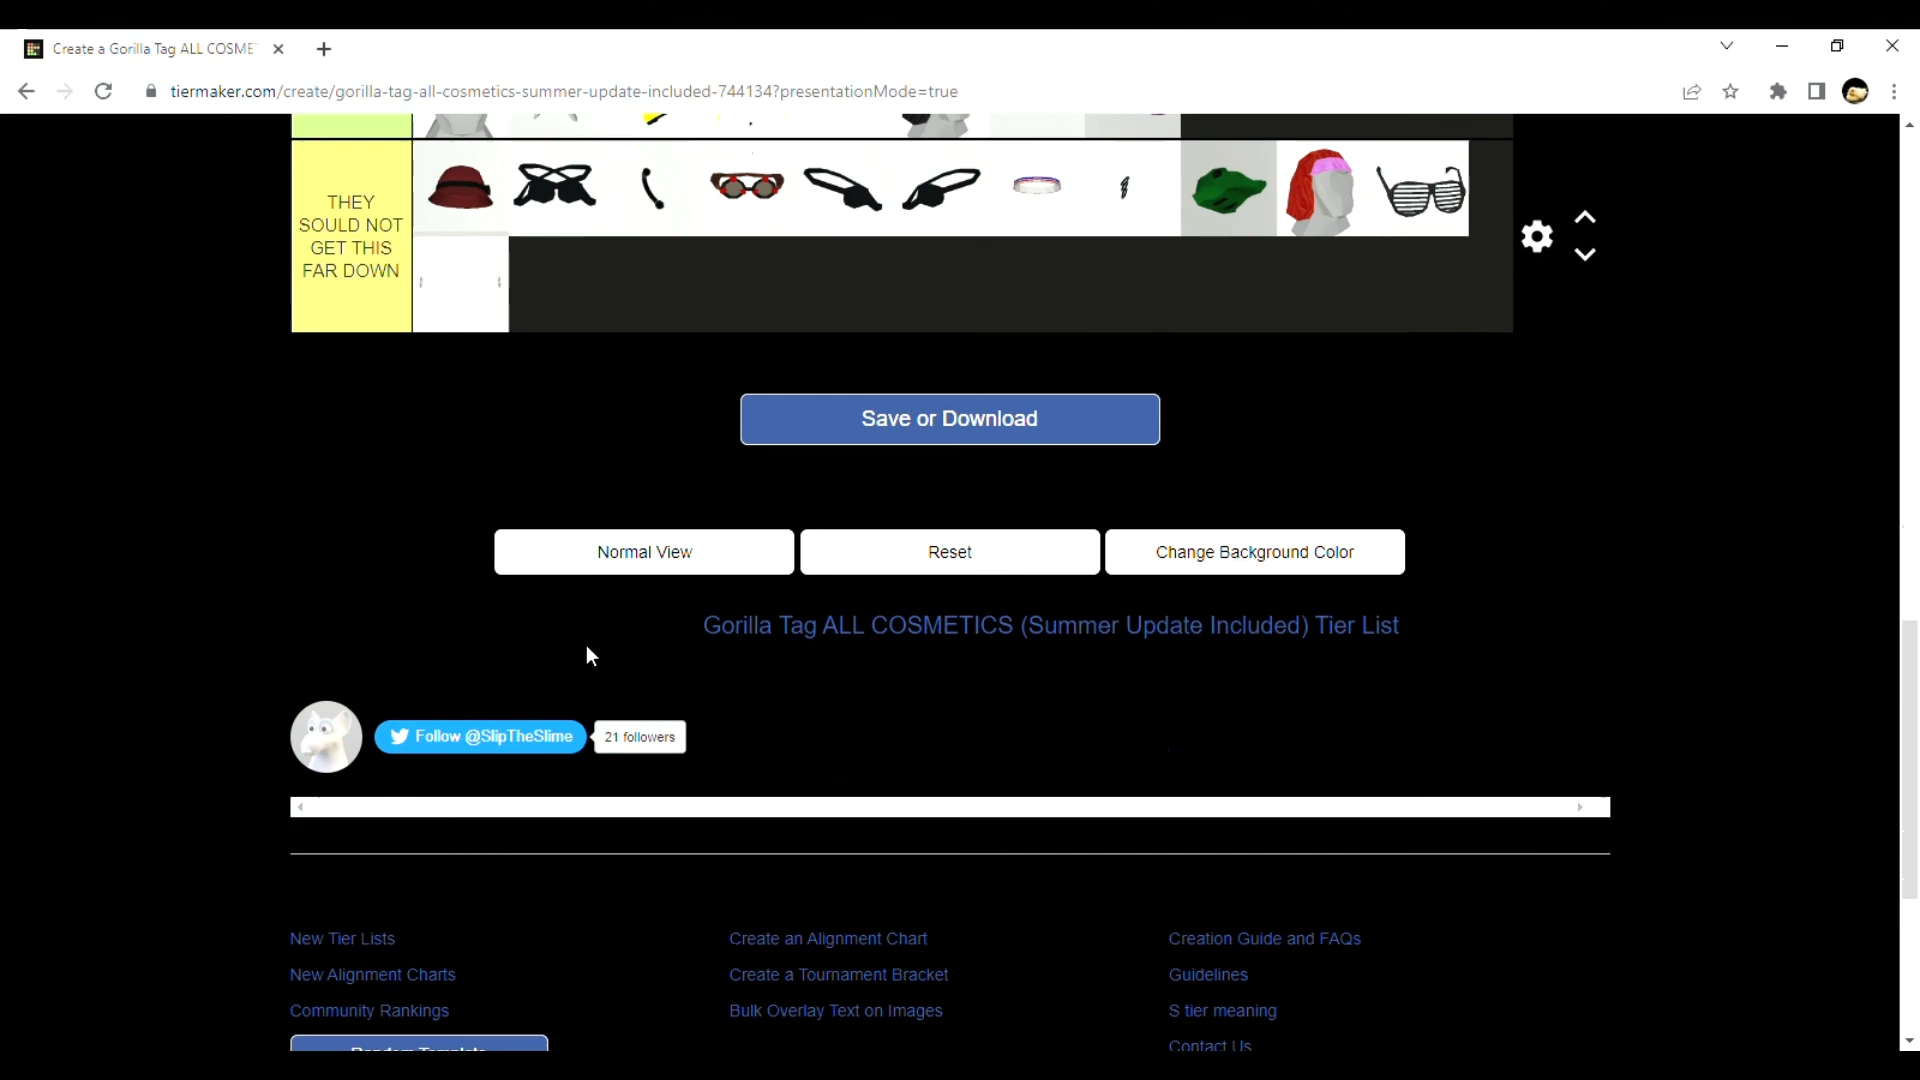 Create a Gorilla Tag ALL COSME
tiermaker.com/create/gorilla-tag-all-cosmetics-summer-update-included-744134?presentationMode=true
THEY
SOULD NOT
GET THIS
FAR DOWN
Save or Download
Normal View
Reset
Change Background Color
Gorilla Tag ALL COSMETICS (Summer Update Included) Tier List
Follow @SlipTheSlime
21 followers
New Tier Lists
Create an Alignment Chart
Creation Guide and FAQs
New Alignment Charts
Create a Tournament Bracket
Guidelines
Community Rankings
Bulk Overlay Text on Images
S tier meaning
Random Template
Contact Us